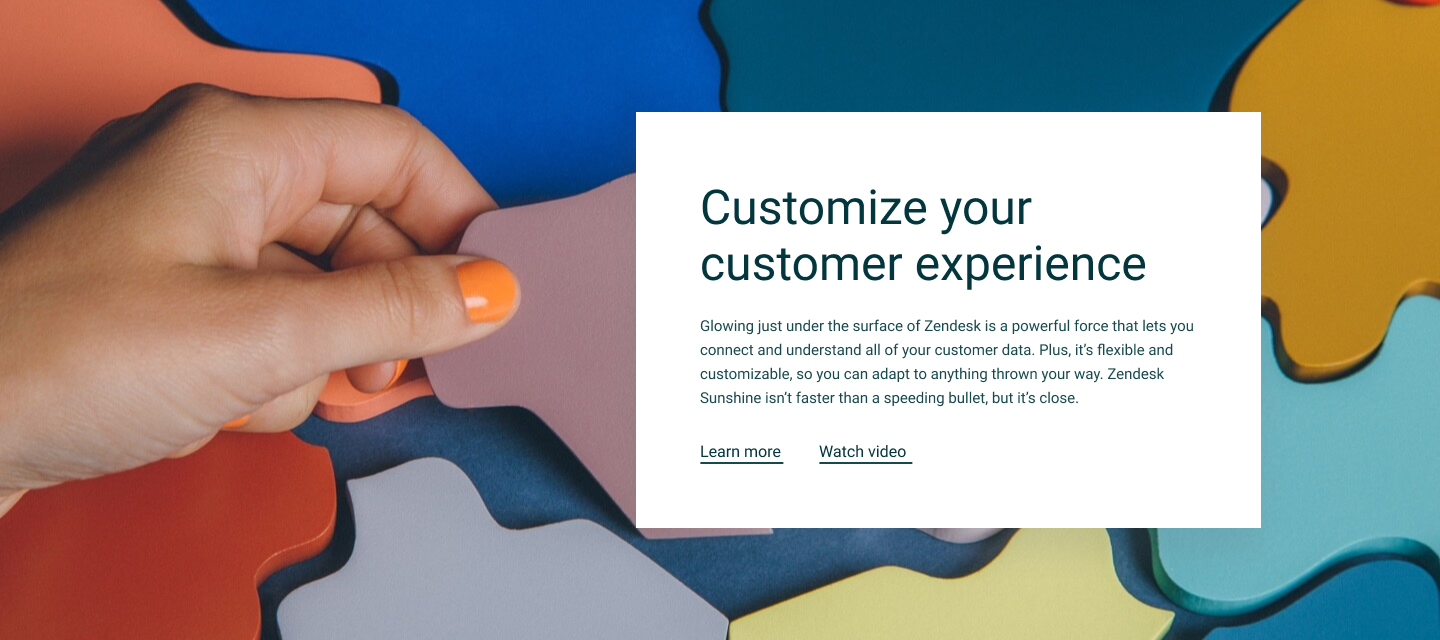 Customize your
customer experience
Glowing just under the surface of Zendesk is a powerful force that lets you
connect and understand all of your customer data. Plus, it’s flexible and
customizable, so you can adapt to anything thrown your way. Zendesk
Sunshine isn’t faster than a speeding bullet, but it’s close.
Learn more Watch video